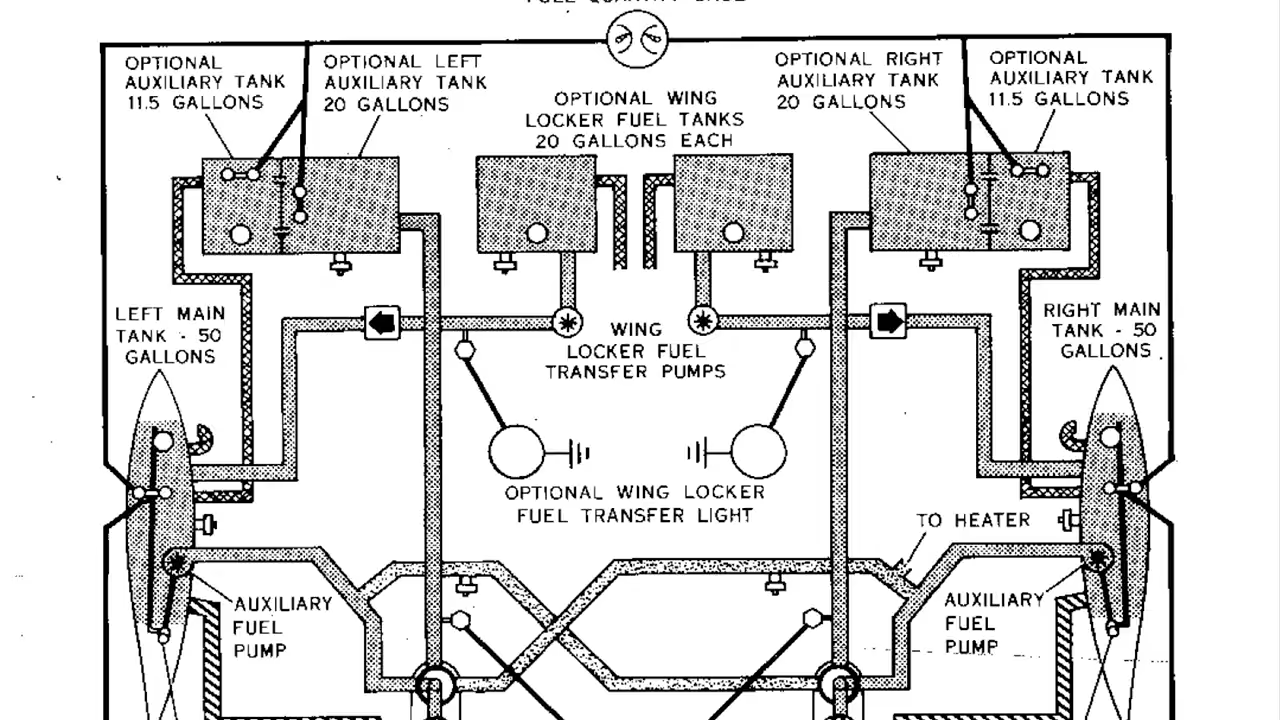 OPTIONAL
AUXILIARY TANK
11.5 GALLONS
OPTIONAL LEFT
AUXILIARY TANK
20 GALLONS
OPTIONAL WING
LOCKER FUEL TANKS
20 GALLONS EACH
OPTIONAL RIGHT
AUXILIARY TANK
20 GALLONS
OPTIONAL
AUXILIARY TANK
11.5 GALLONS
LEFT MAIN
TANK - 50
GALLONS
WING
LOCKER FUEL
TRANSFER PUMPS
RIGHT MAIN
TANK - 50
GALLONS
OPTIONAL WING LOCKER
FUEL TRANSFER LIGHT
TO HEATER
AUXILIARY
FUEL
PUMP
AUXILIARY
FUEL
PUMP